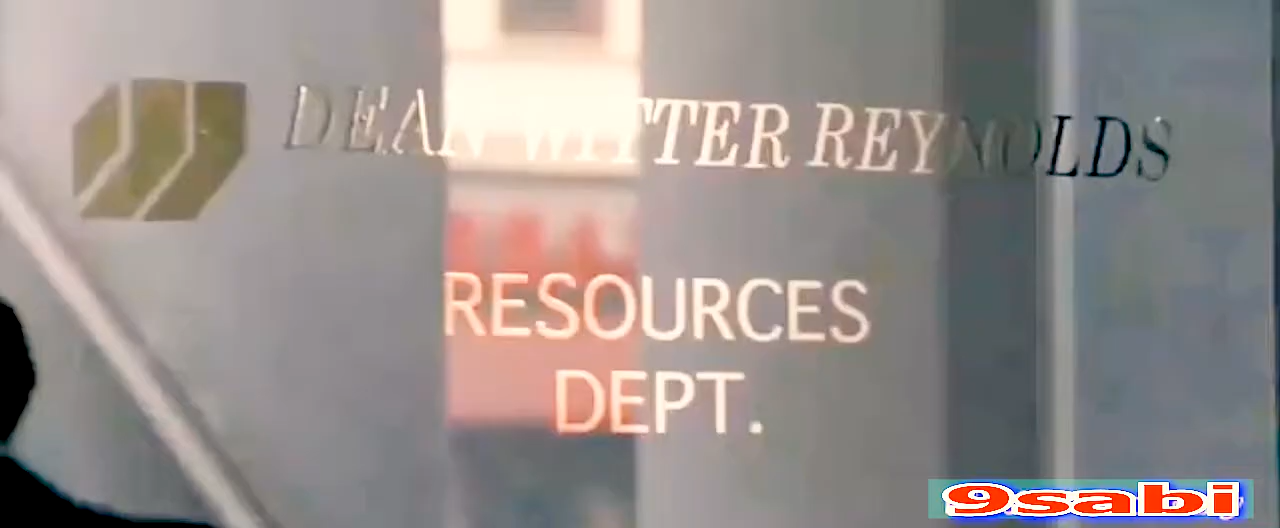 DEAN WITTER REYNOLDS
RESOURCES
DEPT.
9sabi